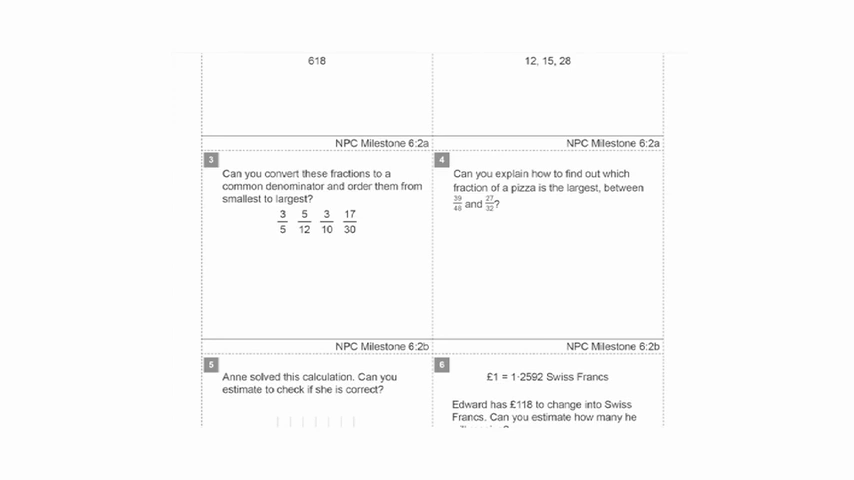 618
12, 15, 28
NPC Milestone 6:2a
NPC Milestone 6:2a
3
Can you convert these fractions to a
common denominator and order them from
smallest to largest?
3 5 3 17
5 12 10 30
4
Can you explain how to find out which
fraction of a pizza is the largest, between
39/48 and 27/32?
NPC Milestone 6:2b
NPC Milestone 6:2b
5
Anne solved this calculation. Can you
estimate to check if she is correct?
6
£1 = 1·2592 Swiss Francs
Edward has £118 to change into Swiss
Francs. Can you estimate how many he